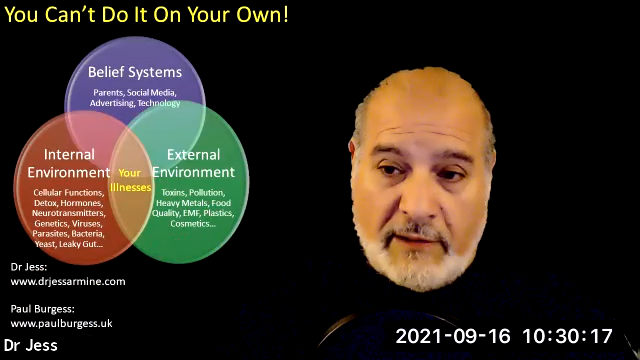 You Can't Do It On Your Own!
Belief Systems
Parents, Social Media,
Advertising, Technology
Internal
Environment
Cellular Functions,
Detox, Hormones,
Neurotransmitters,
Genetics, Viruses,
Parasites, Bacteria,
Yeast, Leaky Gut...
Your
Illnesses
External
Environment
Toxins, Pollution,
Heavy Metals, Food
Quality, EMF, Plastics,
Cosmetics...
Dr Jess:
www.drjessarmine.com
Paul Burgess:
www.paulburgess.uk
Dr Jess
2021-09-16 10:30:17